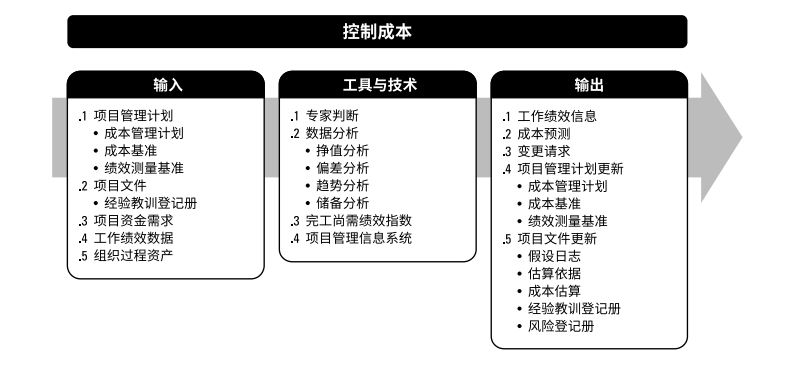 控制成本
输入
.1 项目管理计划
• 成本管理计划
• 成本基准
• 绩效测量基准
.2 项目文件
• 经验教训登记册
.3 项目资金需求
.4 工作绩效数据
.5 组织过程资产
工具与技术
.1 专家判断
.2 数据分析
• 挣值分析
• 偏差分析
• 趋势分析
• 储备分析
.3 完工尚需绩效指数
.4 项目管理信息系统
输出
.1 工作绩效信息
.2 成本预测
.3 变更请求
.4 项目管理计划更新
• 成本管理计划
• 成本基准
• 绩效测量基准
.5 项目文件更新
• 假设日志
• 估算依据
• 成本估算
• 经验教训登记册
• 风险登记册